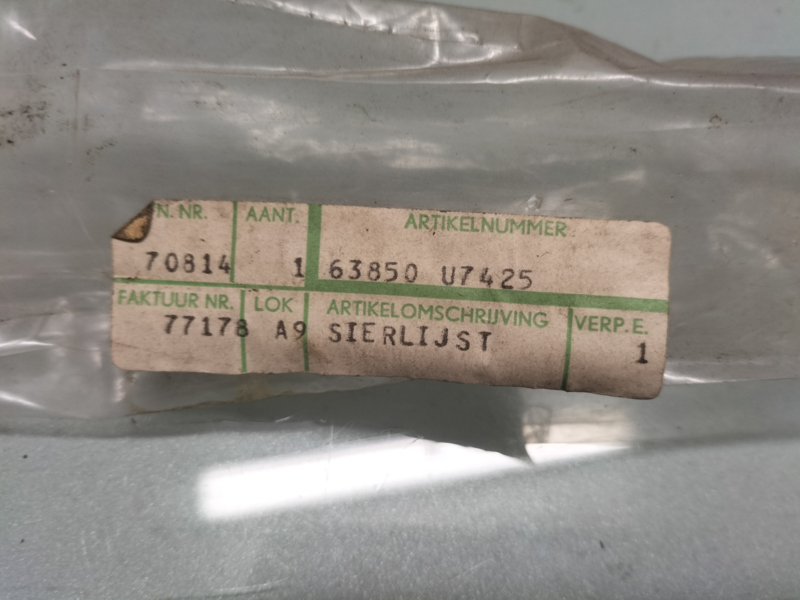 N. NR. AANT. ARTIKELNUMMER
70814 1 63850 U7425
FAKTUUR NR. LOK ARTIKELOMSCHRIJVING VERP.E.
77178 A9 SIERLIJST 1